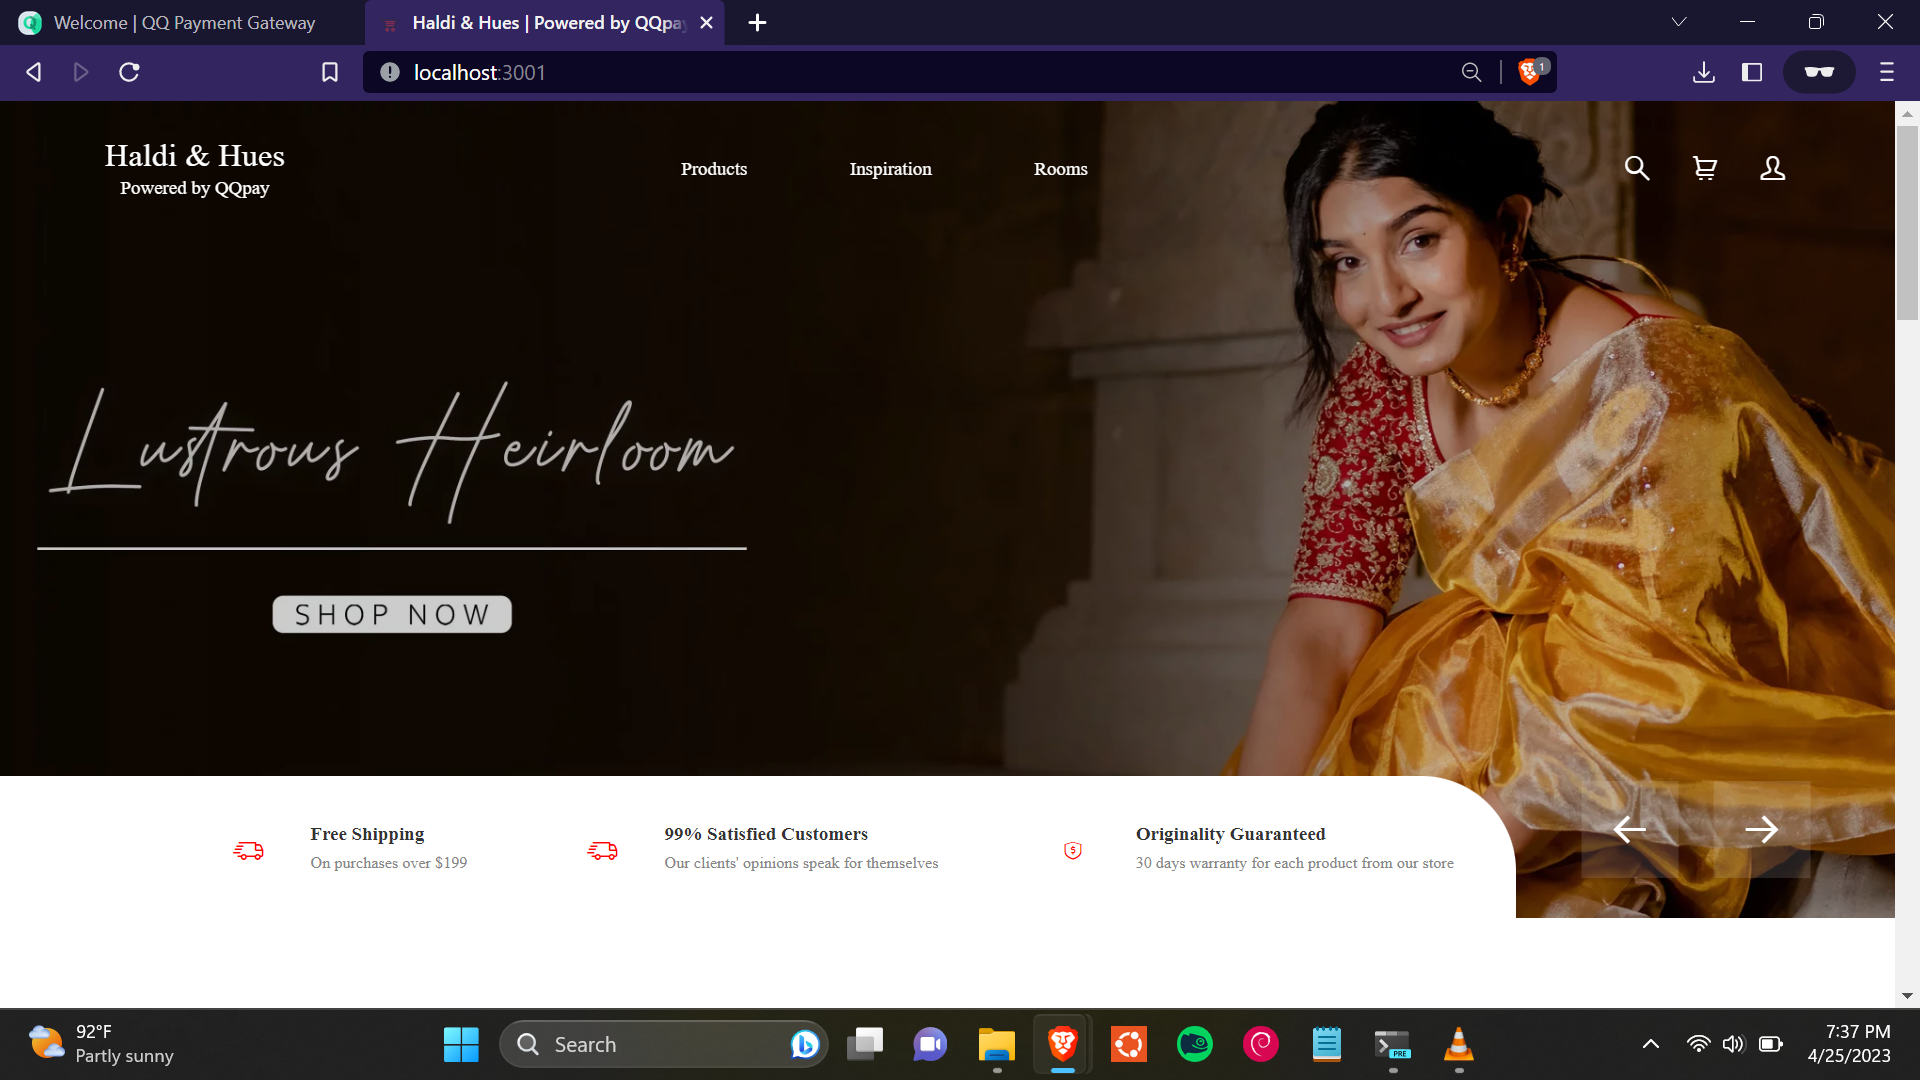 Welcome | QQ Payment Gateway
Haldi & Hues | Powered by QQpay
localhost:3001
1
Haldi & Hues
Powered by QQpay
Products
Inspiration
Rooms
Lustrous Heirloom
SHOP NOW
Free Shipping
On purchases over $199
99% Satisfied Customers
Our clients' opinions speak for themselves
Originality Guaranteed
30 days warranty for each product from our store
92°F
Partly sunny
Search
PRE
7:37 PM
4/25/2023